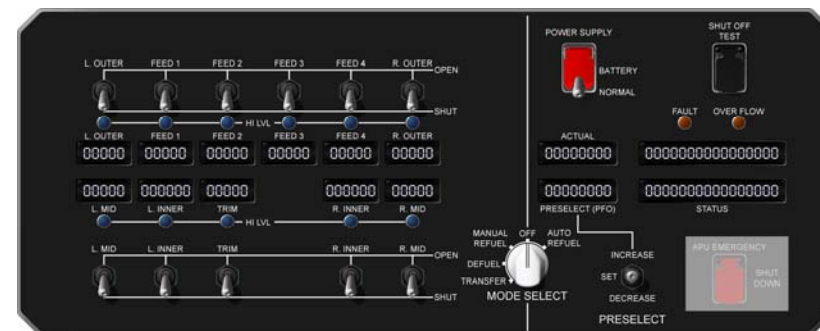 L. OUTER FEED 1 FEED 2 FEED 3 FEED 4 R. OUTER
OPEN
SHUT
HI LVL
L. OUTER FEED 1 FEED 2 FEED 3 FEED 4 R. OUTER
00000 00000 00000 00000 00000 00000
00000 000000 00000 000000 00000
L. MID L. INNER TRIM R. INNER R. MID
HI LVL
L. MID L. INNER TRIM R. INNER R. MID
OPEN
SHUT
POWER SUPPLY
BATTERY
NORMAL
SHUT OFF
TEST
FAULT OVER FLOW
ACTUAL
00000000 0000000000000000
00000000 0000000000000000
PRESELECT (PFO) STATUS
MANUAL
REFUEL
OFF
AUTO
REFUEL
DEFUEL
TRANSFER
MODE SELECT
INCREASE
SET
DECREASE
PRESELECT
APU EMERGENCY
SHUT
DOWN